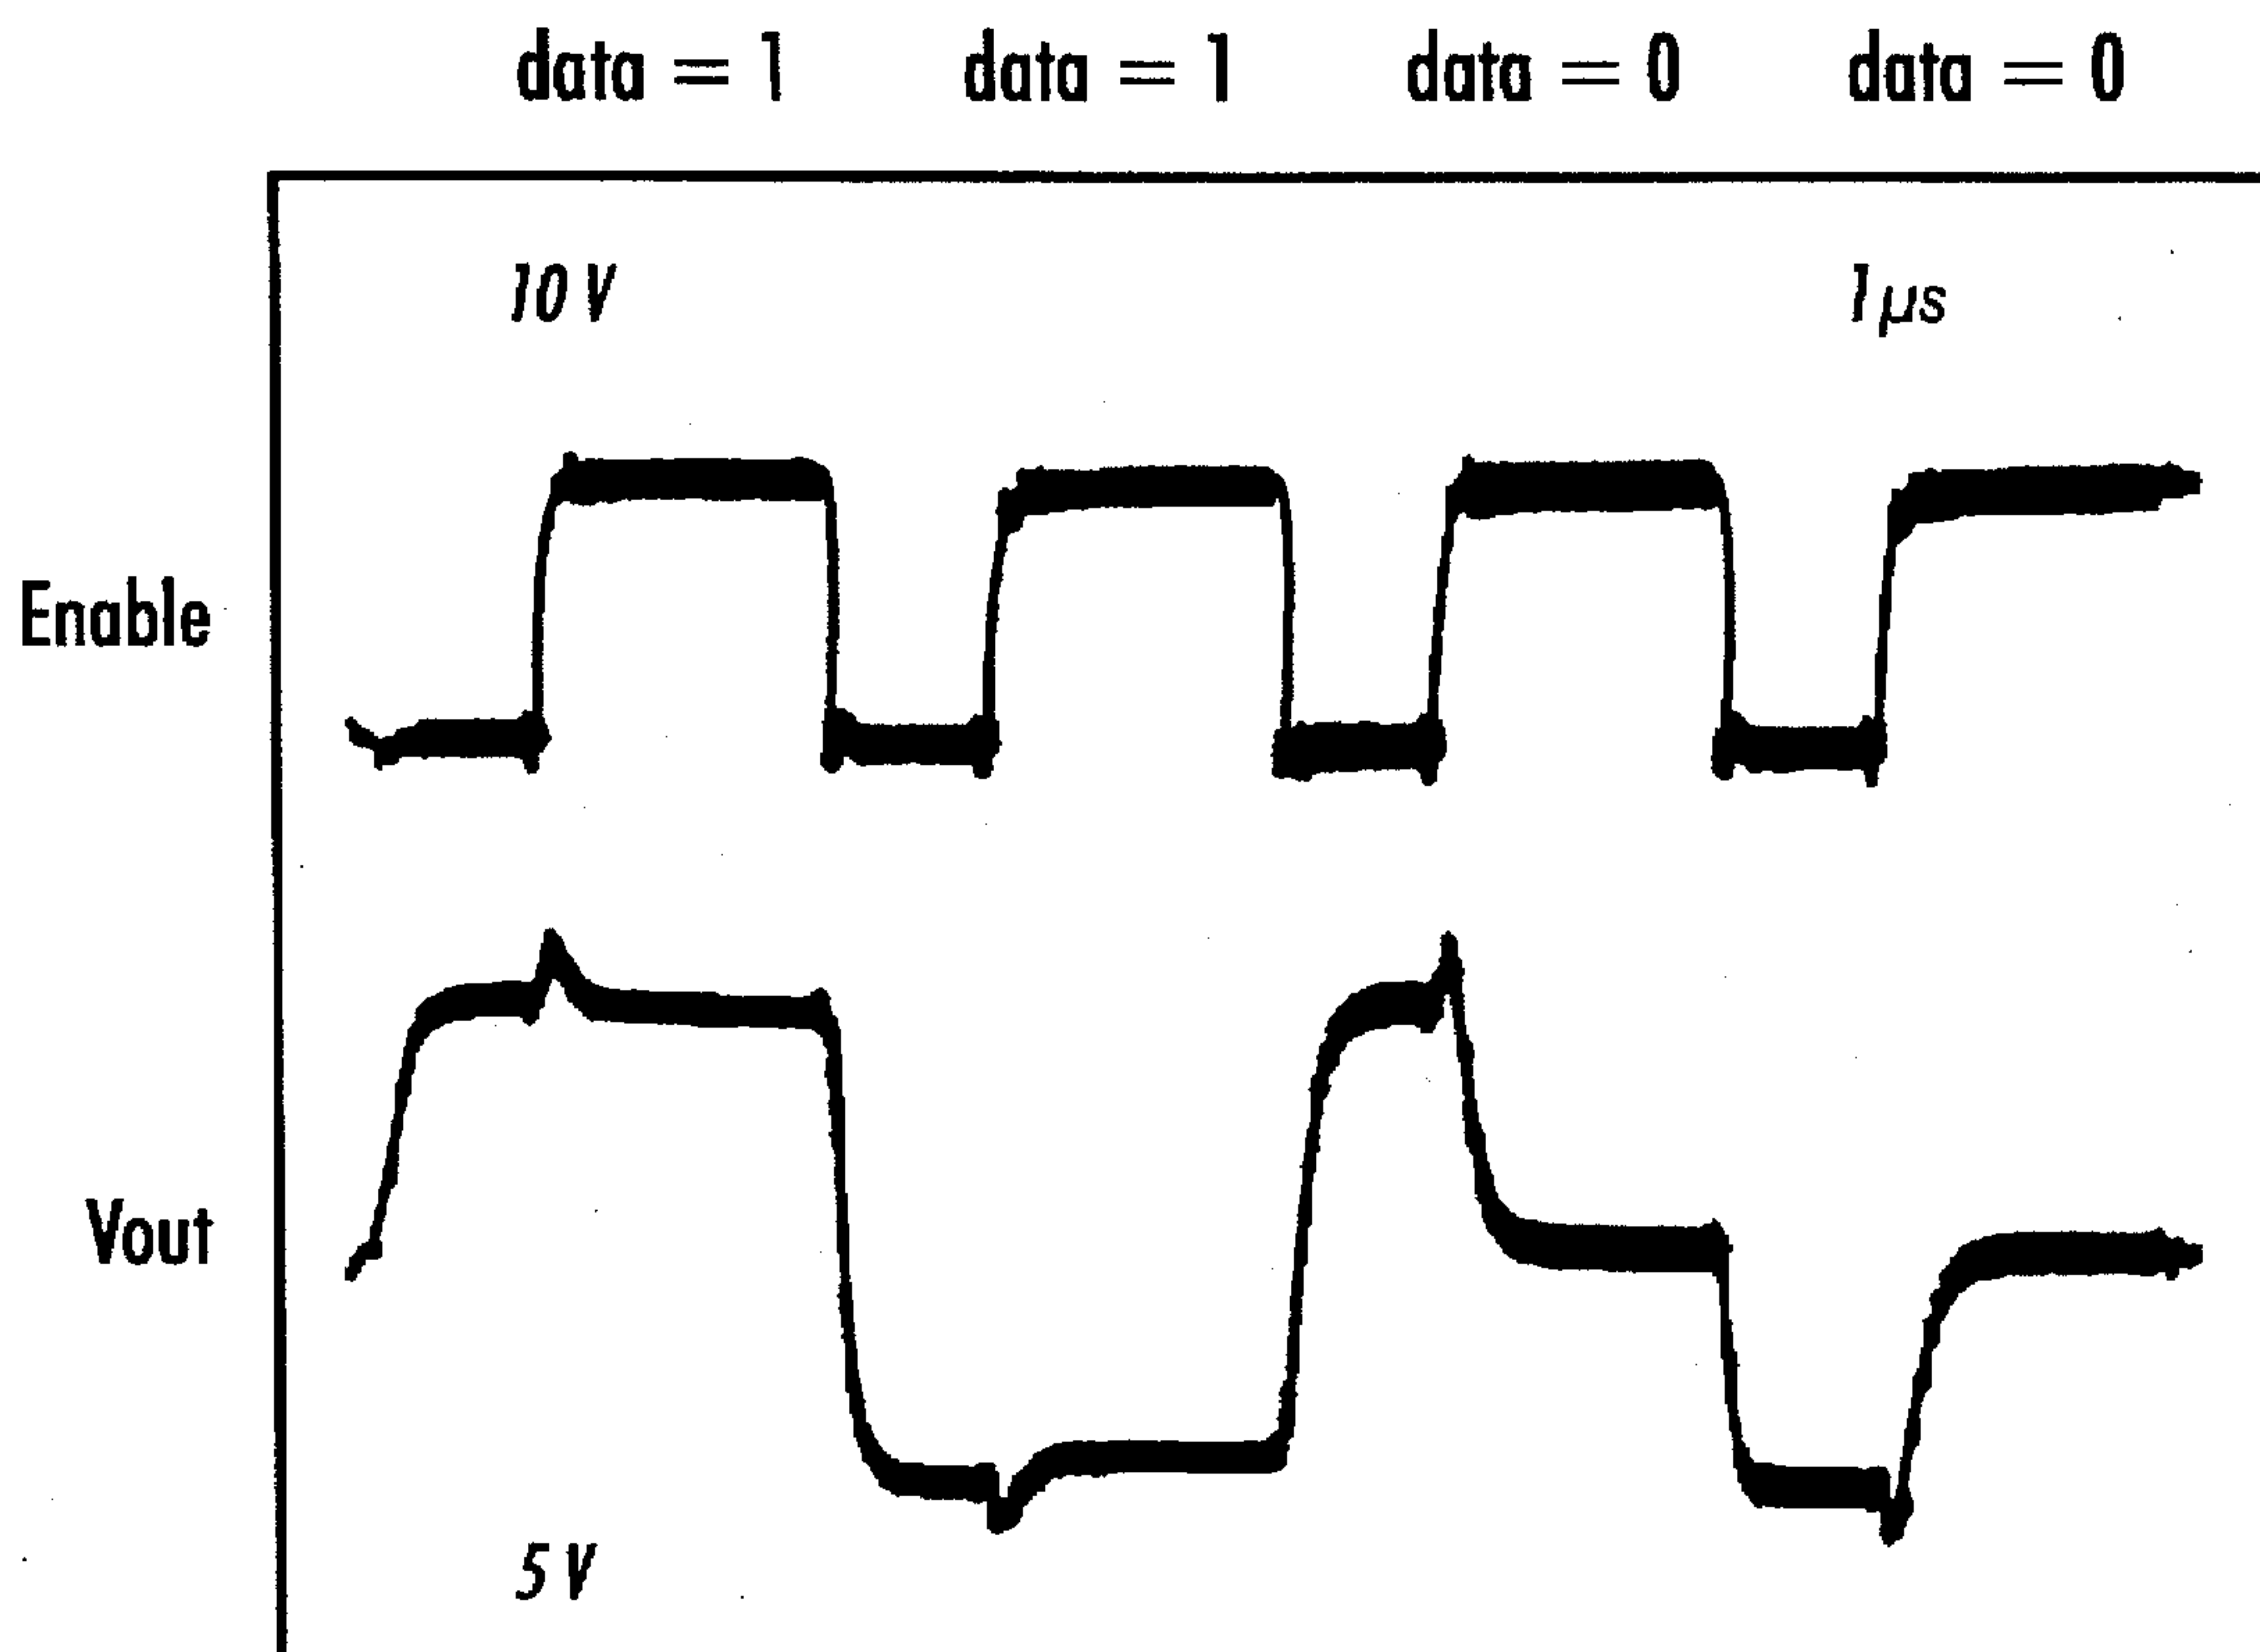 data = 1 data = 1 data = 0 data = 0
10 V 1 µs
Enable
Vout
5 V